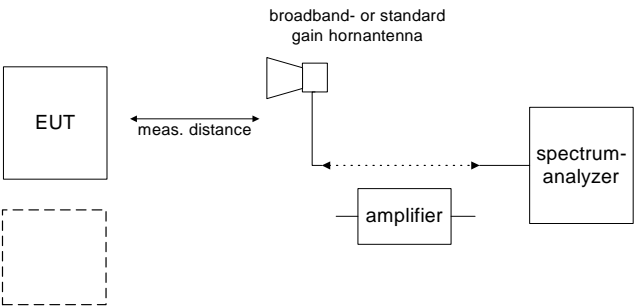 broadband- or standard
gain hornantenna
EUT
meas. distance
spectrum-
analyzer
amplifier